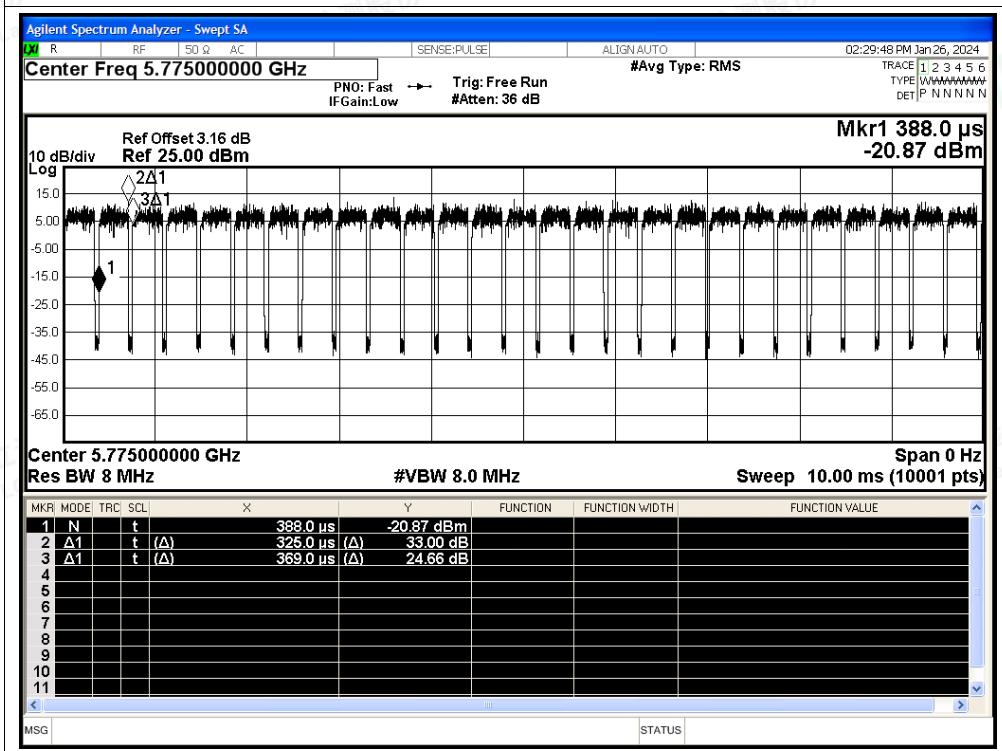 Agilent Spectrum Analyzer - Swept SA
LXI R RF 50 Ω AC SENSE:PULSE ALIGN AUTO 02:29:48 PM Jan 26, 2024
Center Freq 5.775000000 GHz #Avg Type: RMS TRACE 1 2 3 4 5 6
PNO: Fast Trig: Free Run TYPE WWWWWW
IFGain:Low #Atten: 36 dB DET P N N N N N
Mkr1 388.0 µs
Ref Offset 3.16 dB
10 dB/div Ref 25.00 dBm -20.87 dBm
Log
2Δ1
15.0
3Δ1
5.00
-5.00
1
-15.0
-25.0
-35.0
-45.0
-55.0
-65.0
Center 5.775000000 GHz Span 0 Hz
Res BW 8 MHz #VBW 8.0 MHz Sweep 10.00 ms (10001 pts)
MKR MODE TRC SCL X Y FUNCTION FUNCTION WIDTH FUNCTION VALUE
1 N t 388.0 µs -20.87 dBm
2 Δ1 t (Δ) 325.0 µs (Δ) 33.00 dB
3 Δ1 t (Δ) 369.0 µs (Δ) 24.66 dB
4
5
6
7
8
9
10
11
MSG STATUS